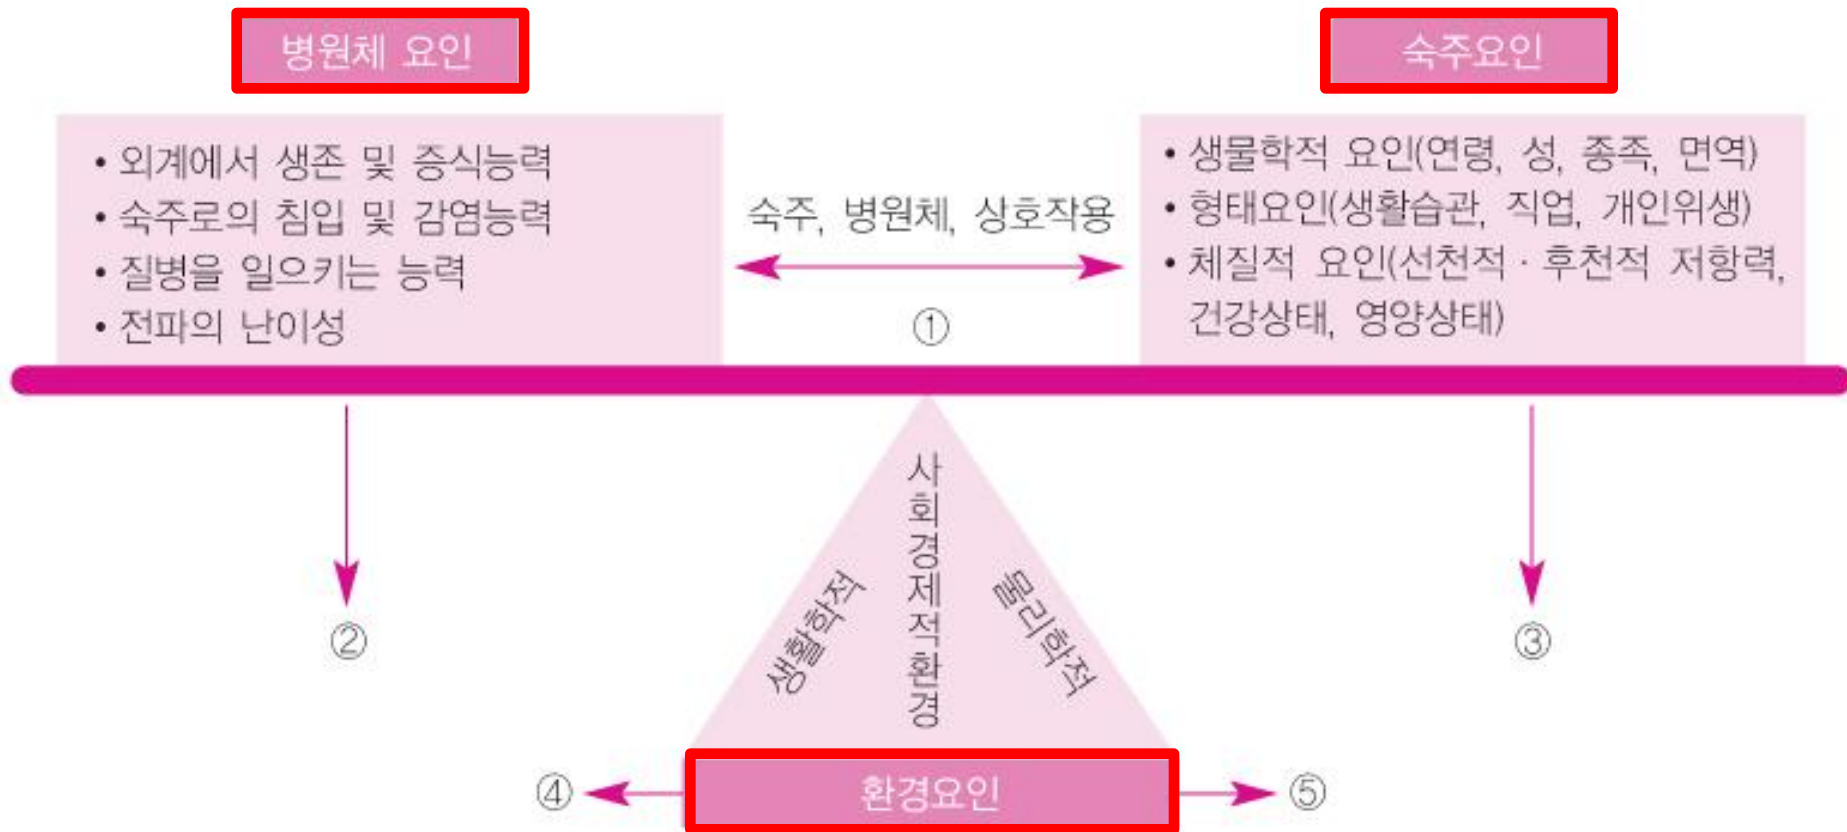 병원체 요인
숙주요인
• 외계에서 생존 및 증식능력
• 숙주로의 침입 및 감염능력
• 질병을 일으키는 능력
• 전파의 난이성
숙주, 병원체, 상호작용
①
• 생물학적 요인(연령, 성, 종족, 면역)
• 형태요인(생활습관, 직업, 개인위생)
• 체질적 요인(선천적 · 후천적 저항력,
건강상태, 영양상태)
②
생활학적
사회경제적환경
물리학적
③
④
환경요인
⑤